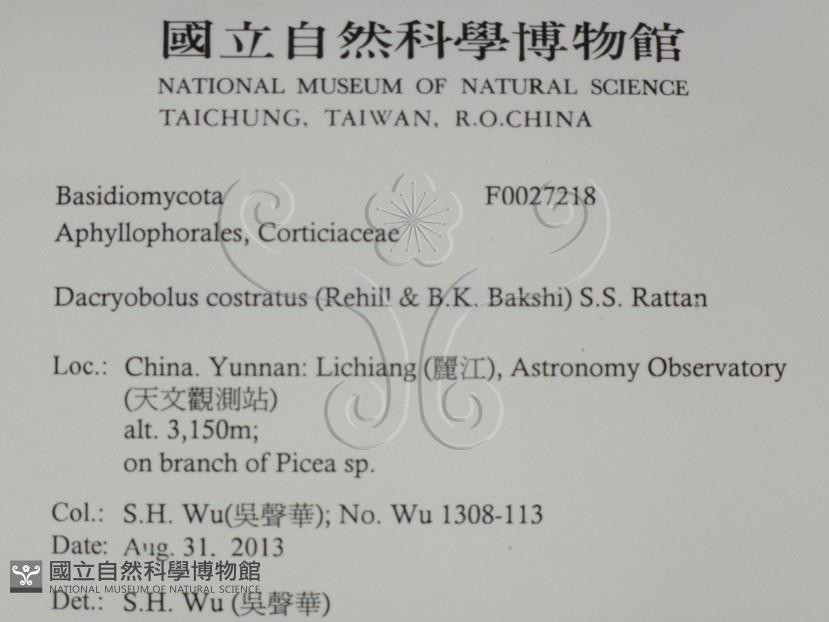 國立自然科學博物館
NATIONAL MUSEUM OF NATURAL SCIENCE
TAICHUNG, TAIWAN, R.O.CHINA
Basidiomycota F0027218
Aphyllophorales, Corticiaceae
Dacryobolus costratus (Rehill & B.K. Bakshi) S.S. Rattan
Loc.: China. Yunnan: Lichiang (麗江), Astronomy Observatory
(天文觀測站)
alt. 3,150m;
on branch of Picea sp.
Col.: S.H. Wu(吳聲華); No. Wu 1308-113
Date: Aug. 31, 2013
國立自然科學博物館
NATIONAL MUSEUM OF NATURAL SCIENCE
Det.: S.H. Wu (吳聲華)